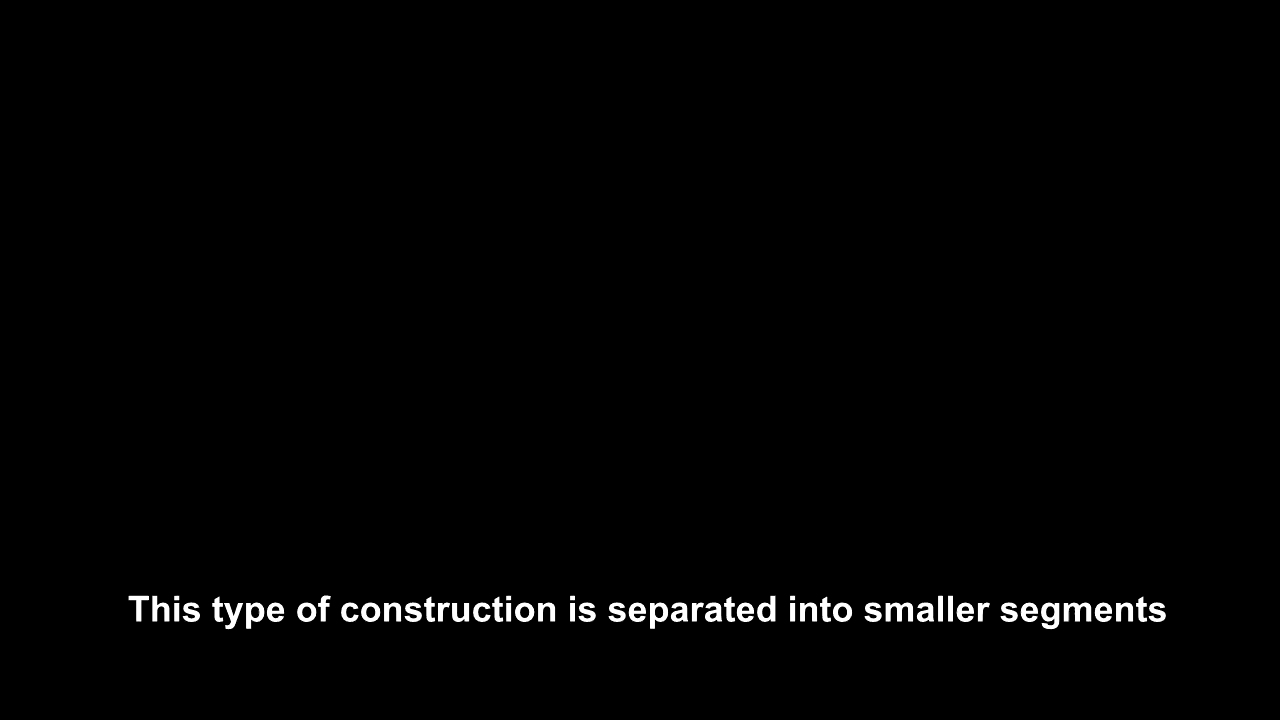 This type of construction is separated into smaller segments